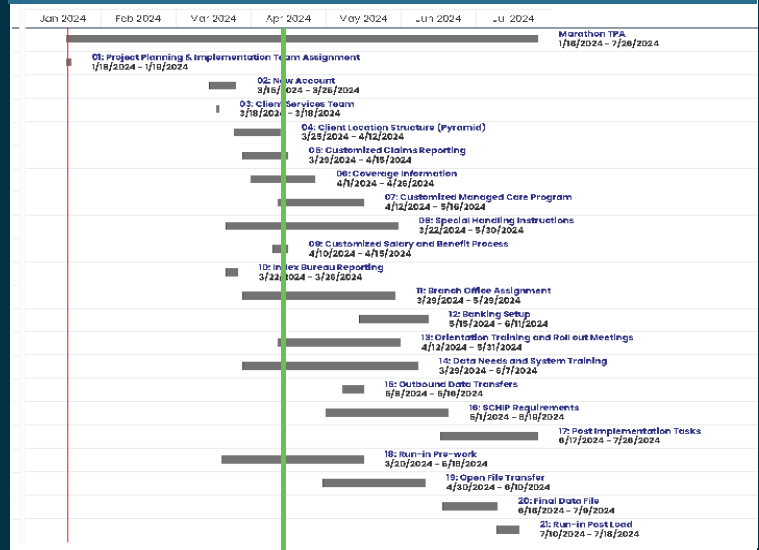 Jan 2024 Feb 2024 Mar 2024 Apr 2024 May 2024 Jun 2024 Jul 2024
Marathon TPA
1/16/2024 - 7/26/2024
01: Project Planning & Implementation Team Assignment
1/18/2024 - 1/19/2024
02: New Account
3/15/2024 - 3/26/2024
03: Client Services Team
3/18/2024 - 3/18/2024
04: Client Location Structure (Pyramid)
3/25/2024 - 4/12/2024
05: Customized Claims Reporting
3/29/2024 - 4/15/2024
06: Coverage Information
4/1/2024 - 4/26/2024
07: Customized Managed Care Program
4/12/2024 - 5/16/2024
08: Special Handling Instructions
3/22/2024 - 5/30/2024
09: Customized Salary and Benefit Process
4/10/2024 - 4/15/2024
10: Index Bureau Reporting
3/22/2024 - 3/26/2024
11: Branch Office Assignment
3/29/2024 - 5/29/2024
12: Banking Setup
5/15/2024 - 6/11/2024
13: Orientation Training and Roll out Meetings
4/12/2024 - 5/31/2024
14: Data Needs and System Training
3/29/2024 - 6/7/2024
15: Outbound Data Transfers
5/8/2024 - 5/16/2024
16: SCHIP Requirements
5/1/2024 - 6/19/2024
17: Post Implementation Tasks
6/17/2024 - 7/26/2024
18: Run-in Pre-work
3/20/2024 - 5/16/2024
19: Open File Transfer
4/30/2024 - 6/10/2024
20: Final Data File
6/18/2024 - 7/9/2024
21: Run-in Post Load
7/10/2024 - 7/18/2024